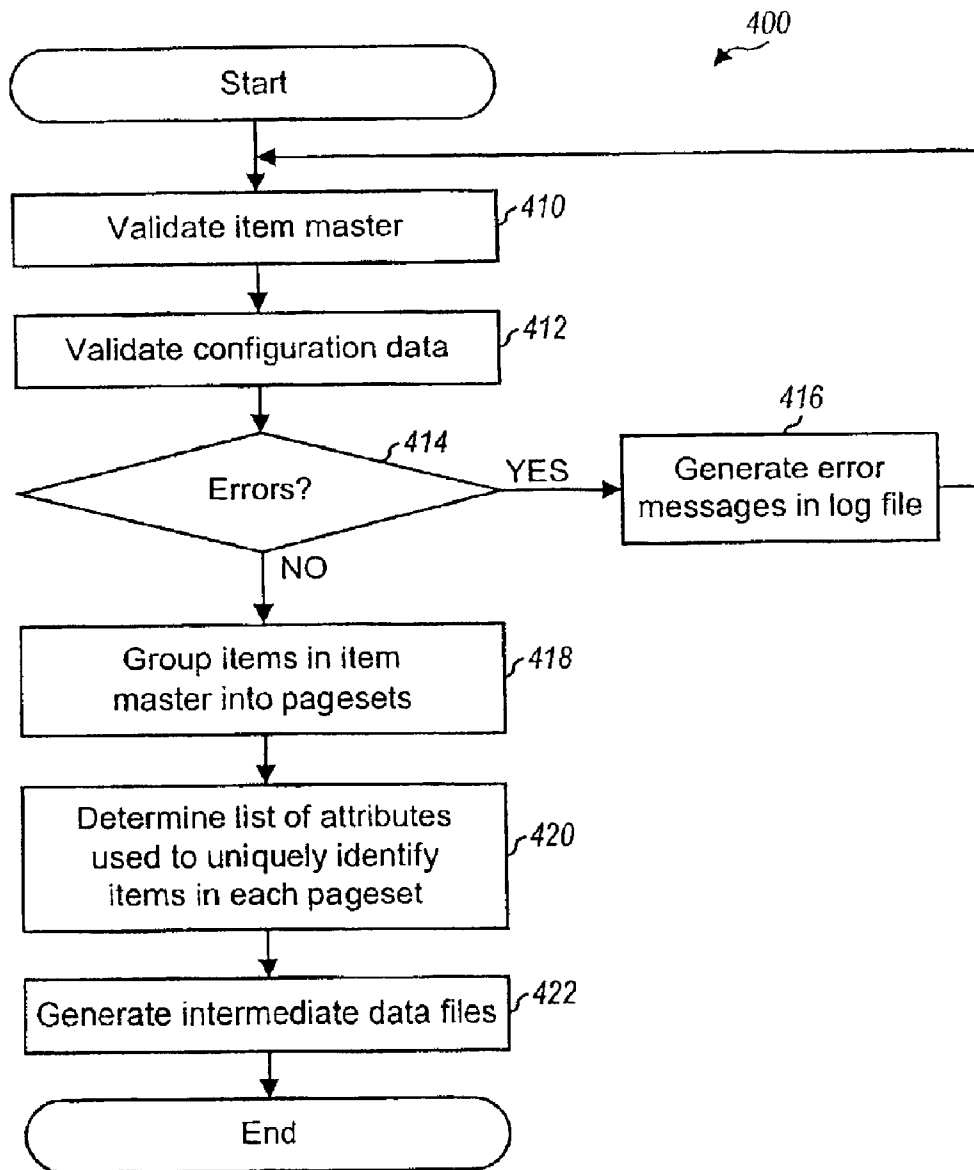 400
Start
Validate item master
410
Validate configuration data
412
414
Errors?
YES
416
Generate error
messages in log file
NO
Group items in item
master into pagesets
418
Determine list of attributes
used to uniquely identify
items in each pageset
420
Generate intermediate data files
422
End